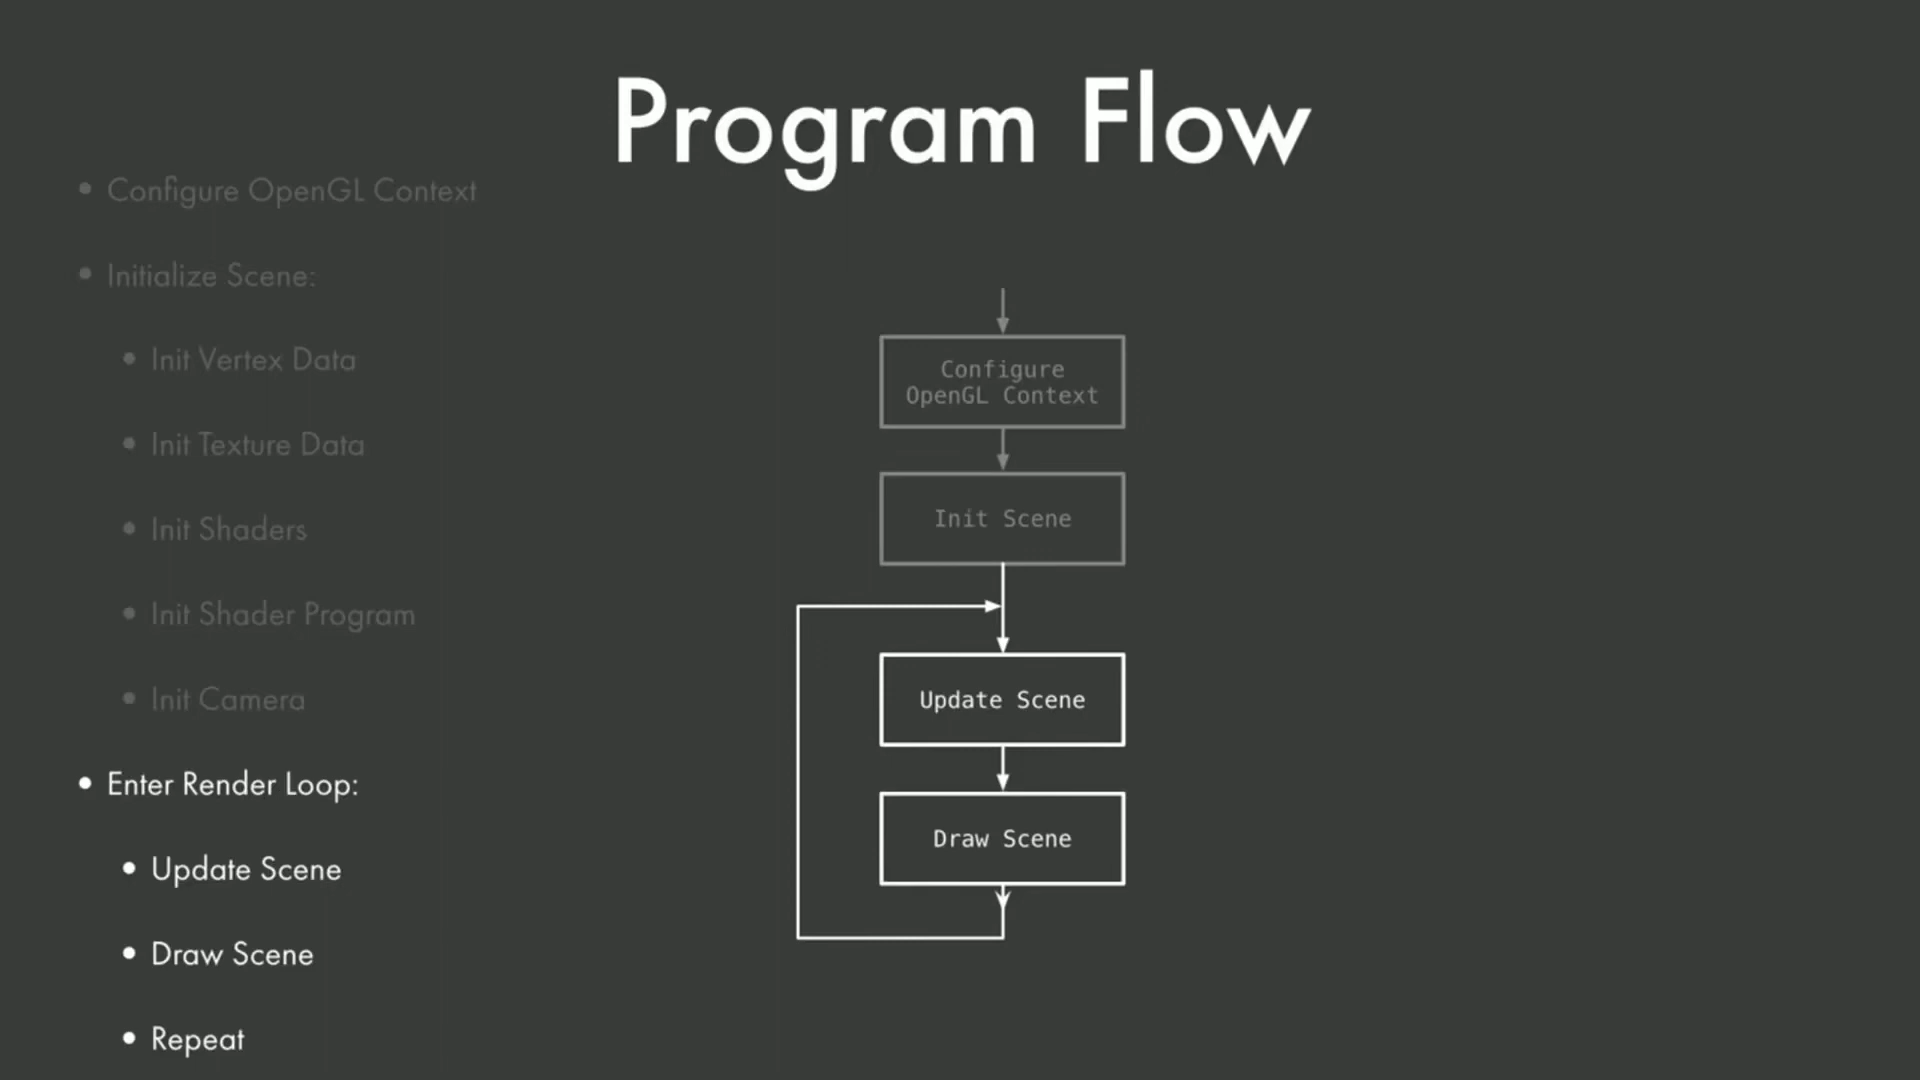 Program Flow
• Configure OpenGL Context
• Initialize Scene:
• Init Vertex Data
• Init Texture Data
• Init Shaders
• Init Shader Program
• Init Camera
• Enter Render Loop:
• Update Scene
• Draw Scene
• Repeat
Configure
OpenGL Context
Init Scene
Update Scene
Draw Scene